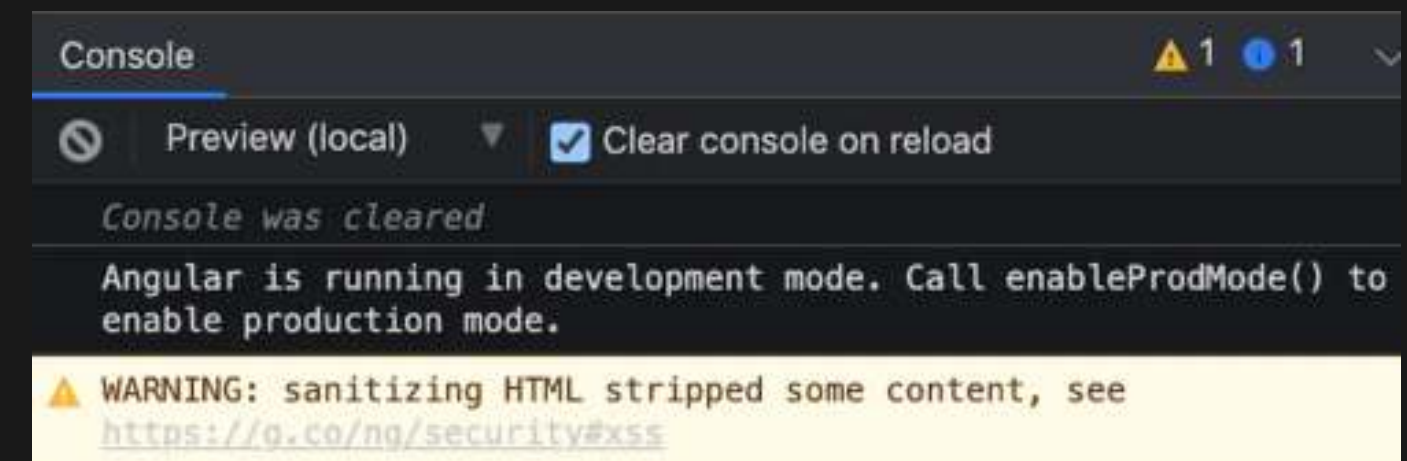 Console
1 1
Preview (local)
Clear console on reload
Console was cleared
Angular is running in development mode. Call enableProdMode() to
enable production mode.
WARNING: sanitizing HTML stripped some content, see
https://g.co/ng/security#xss